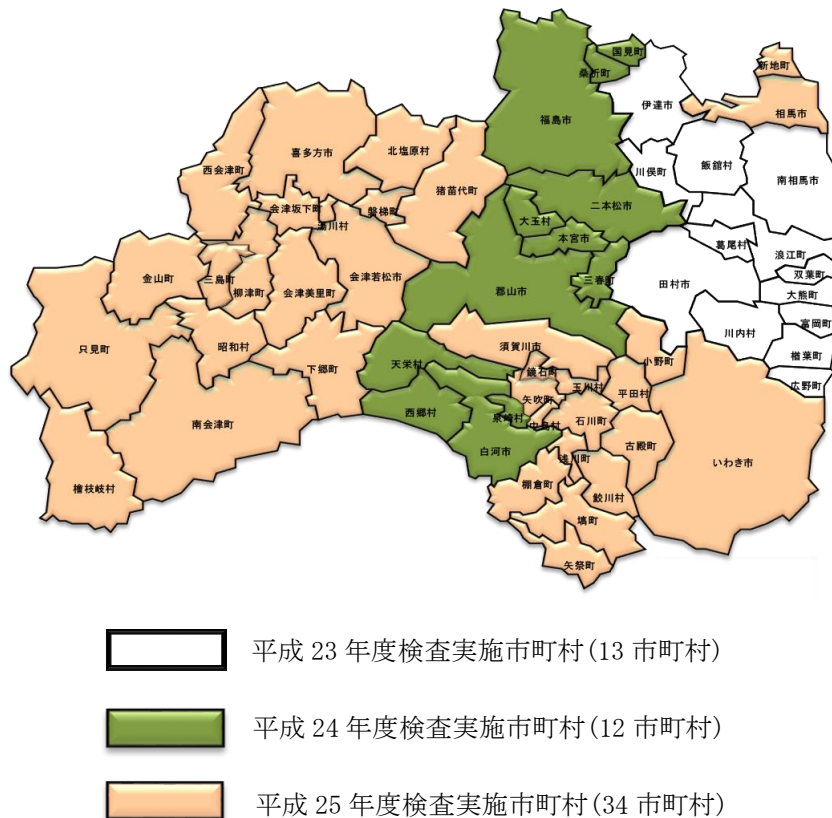 国見町
桑折町
新地町
伊達市
相馬市
福島市
喜多方市
北塩原村
西会津町
川俣町
飯舘村
南相馬市
猪苗代町
二本松市
会津坂下町
磐梯町
湯川村
大玉村
本宮市
葛尾村
浪江町
双葉町
金山町
三島町
柳津町
会津美里町
会津若松市
郡山市
三春町
田村市
大熊町
富岡町
川内村
楢葉町
広野町
只見町
昭和村
下郷町
天栄村
須賀川市
小野町
鏡石町
玉川村
平田村
矢吹町
西郷村
泉崎村
中島村
石川町
南会津町
白河市
古殿町
いわき市
浅川町
檜枝岐村
棚倉町
鮫川村
塙町
矢祭町
平成 23 年度検査実施市町村(13 市町村)
平成 24 年度検査実施市町村(12 市町村)
平成 25 年度検査実施市町村(34 市町村)